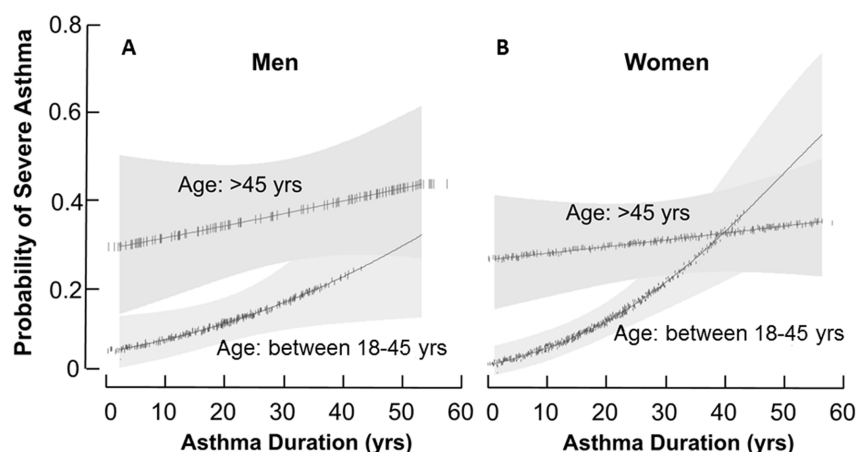 A
Men
B
Women
Probability of Severe Asthma
0.8
0.6
0.4
0.2
0
Age: >45 yrs
Age: between 18-45 yrs
Age: >45 yrs
Age: between 18-45 yrs
0 10 20 30 40 50 60
0 10 20 30 40 50 60
Asthma Duration (yrs)
Asthma Duration (yrs)